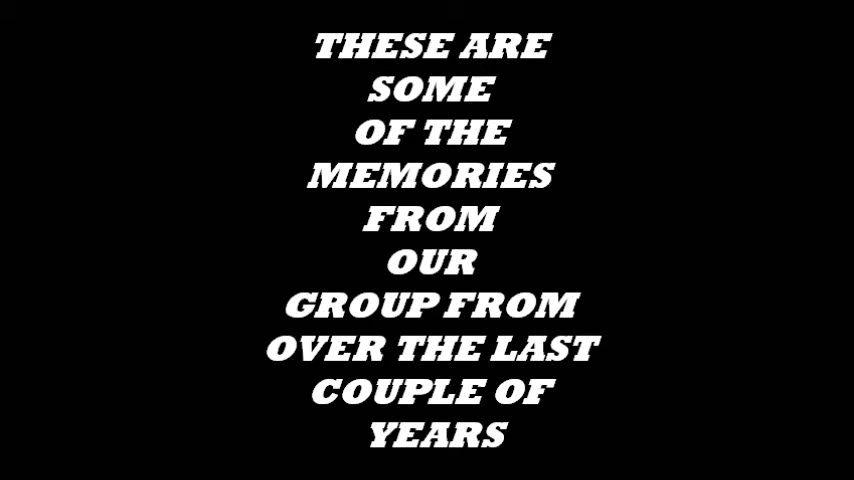 THESE ARE
SOME
OF THE
MEMORIES
FROM
OUR
GROUP FROM
OVER THE LAST
COUPLE OF
YEARS